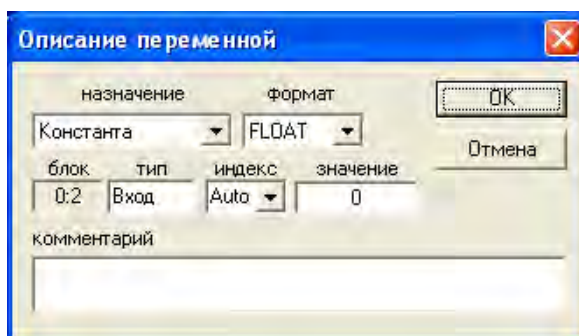 Описание переменной
назначение формат
Константа FLOAT OK
Отмена
блок тип индекс значение
0:2 Вход Auto 0
комментарий